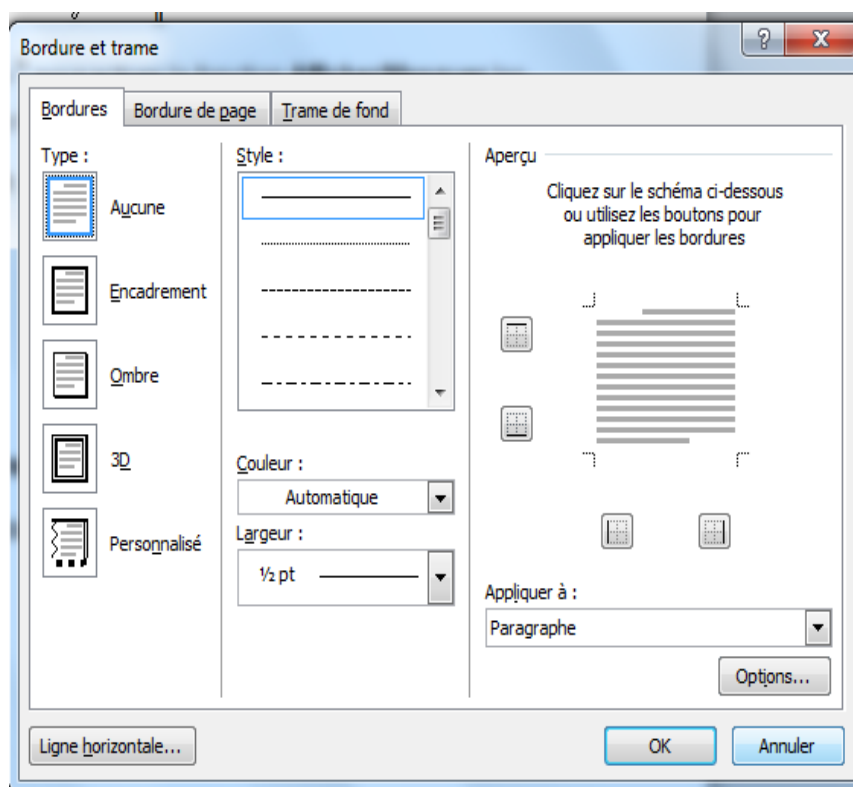 Bordure et trame
Bordures
Bordure de page
Trame de fond
Type :
Aucune
Encadrement
Ombre
3D
Personnalisé
Style :
Couleur :
Automatique
Largeur :
½ pt
Aperçu
Cliquez sur le schéma ci-dessous
ou utilisez les boutons pour
appliquer les bordures
Appliquer à :
Paragraphe
Options...
Ligne horizontale...
OK
Annuler